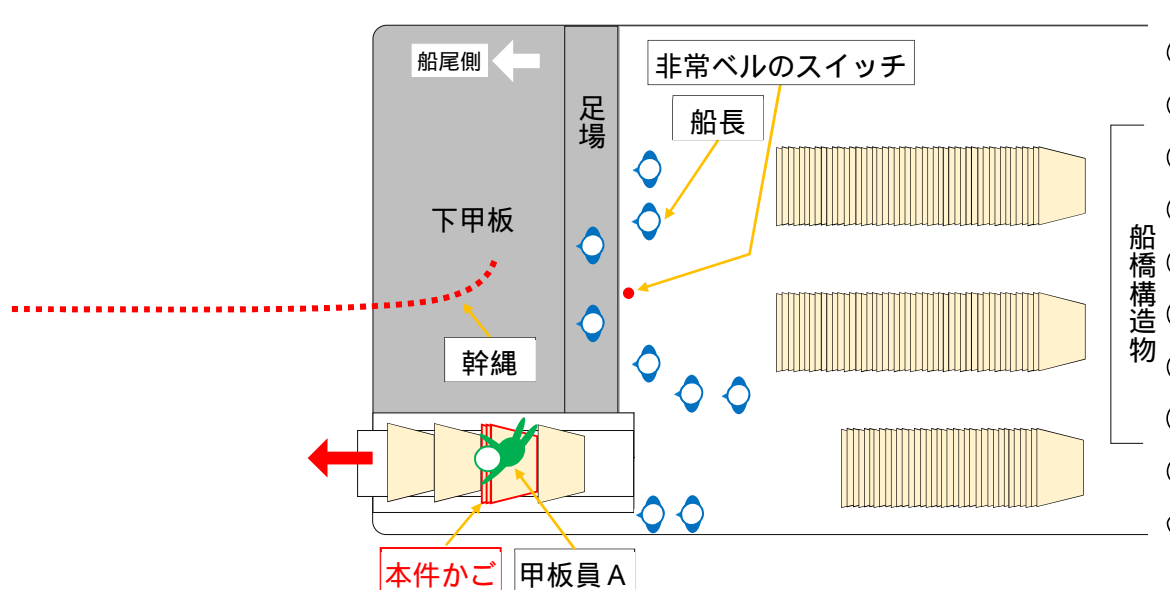 船尾側
非常ベルのスイッチ
足場
船長
下甲板
船橋構造物
幹縄
本件かご
甲板員A